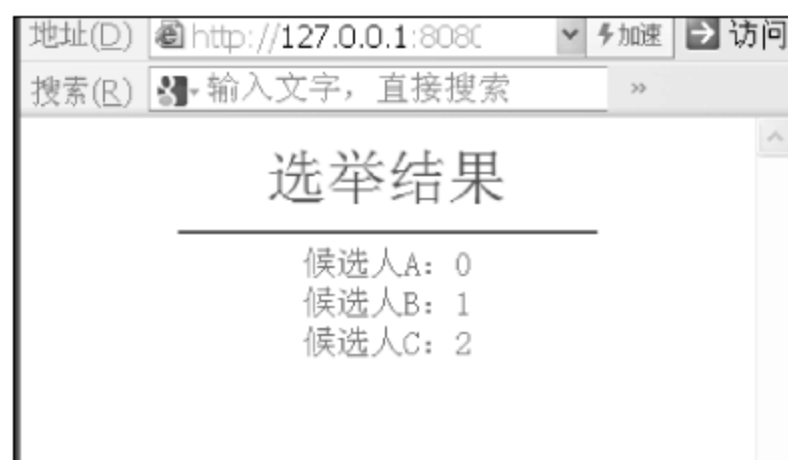 地址(D) http://127.0.0.1:8080 加速 访问
搜索(R) 输入文字，直接搜索 »
选举结果
候选人A：0
候选人B：1
候选人C：2